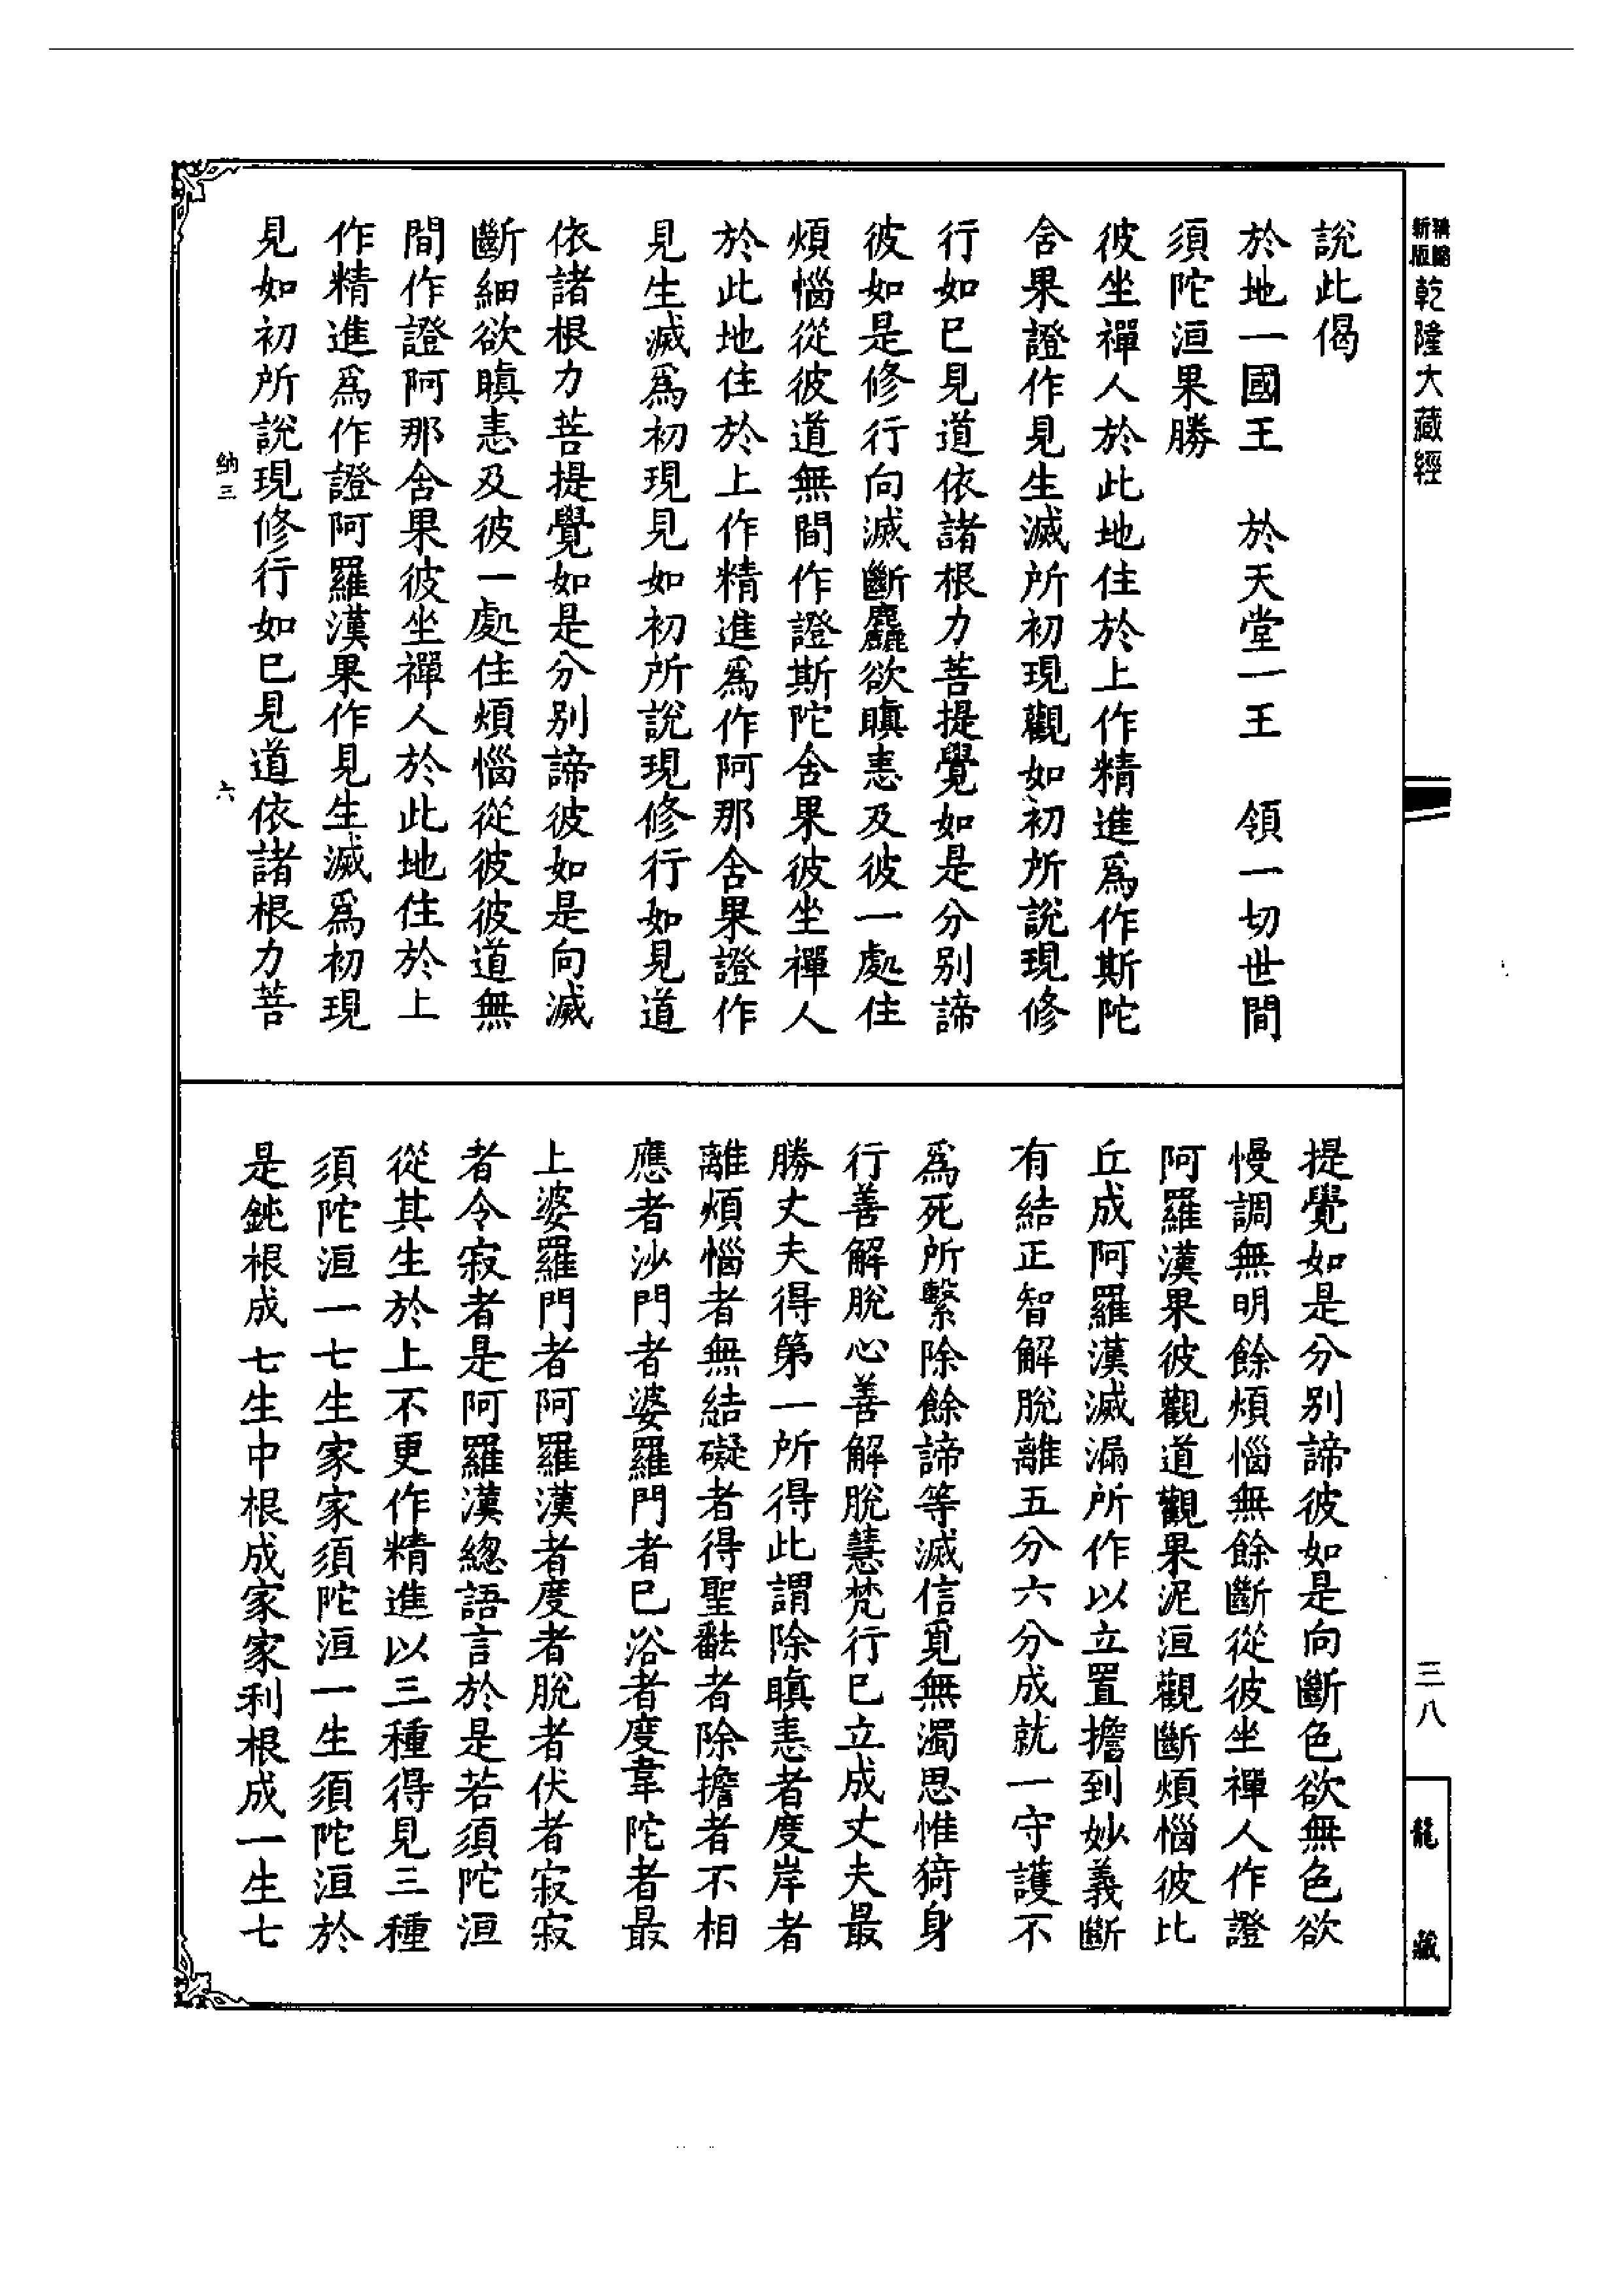 精縮
新版
乾隆大藏經
說此偈
於地一國王　於天堂一王　領一切世間
須陀洹果勝
彼坐禪人於此地住於上作精進爲作斯陀
舍果證作見生滅所初現觀如初所說現修
行如已見道依諸根力菩提覺如是分別諦
彼如是修行向滅斷麤欲瞋恚及彼一處住
煩惱從彼道無間作證斯陀舍果彼坐禪人
於此地住於上作精進爲作阿那舍果證作
見生滅爲初現見如初所說現修行如見道
依諸根力菩提覺如是分別諦彼如是向滅
斷細欲瞋恚及彼一處住煩惱從彼彼道無
間作證阿那舍果彼坐禪人於此地住於上
作精進爲作證阿羅漢果作見生滅爲初現
見如初所說現修行如已見道依諸根力菩
納三　六
提覺如是分別諦彼如是向斷色欲無色欲
慢調無明餘煩惱無餘斷從彼坐禪人作證
阿羅漢果彼觀道觀果泥洹觀斷煩惱彼比
丘成阿羅漢滅漏所作以立置擔到妙義斷
有結正智解脫離五分六分成就一守護不
爲死所繫除餘諦等滅信覓無濁思惟猗身
行善解脫心善解脫慧梵行已立成丈夫最
勝丈夫得第一所得此謂除瞋恚者度岸者
離煩惱者無結礙者得聖飜者除擔者不相
應者沙門者婆羅門者已浴者度韋陀者最
上婆羅門者阿羅漢者度者脫者伏者寂寂
者令寂者是阿羅漢總語言於是若須陀洹
從其生於上不更作精進以三種得見三種
須陀洹一七生家家須陀洹一生須陀洹於
是鈍根成七生中根成家家利根成一生七
三八
龍藏